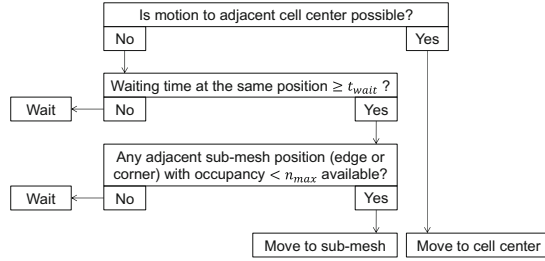 Is motion to adjacent cell center possible?
No
Yes
Waiting time at the same position ≥ t_wait ?
Wait
No
Yes
Any adjacent sub-mesh position (edge or
corner) with occupancy < n_max available?
Wait
No
Yes
Move to sub-mesh
Move to cell center